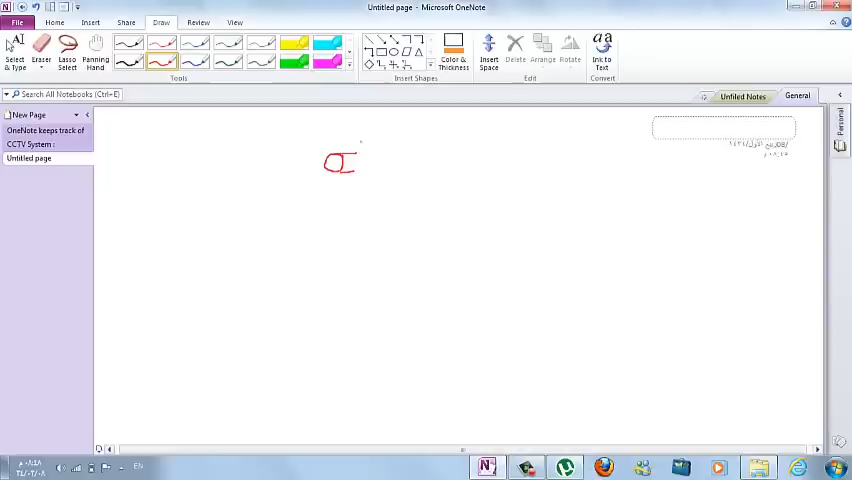 Untitled page - Microsoft OneNote
File Home Insert Share Draw Review View
Select & Type
Eraser
Lasso Select
Panning Hand
Tools
Insert Shapes
Color & Thickness
Insert Space
Delete
Arrange
Rotate
Edit
Ink to Text
Convert
Search All Notebooks (Ctrl+E)
Unfiled Notes
General
New Page
OneNote keeps track of
CCTV System :
Untitled page
Personal
EN